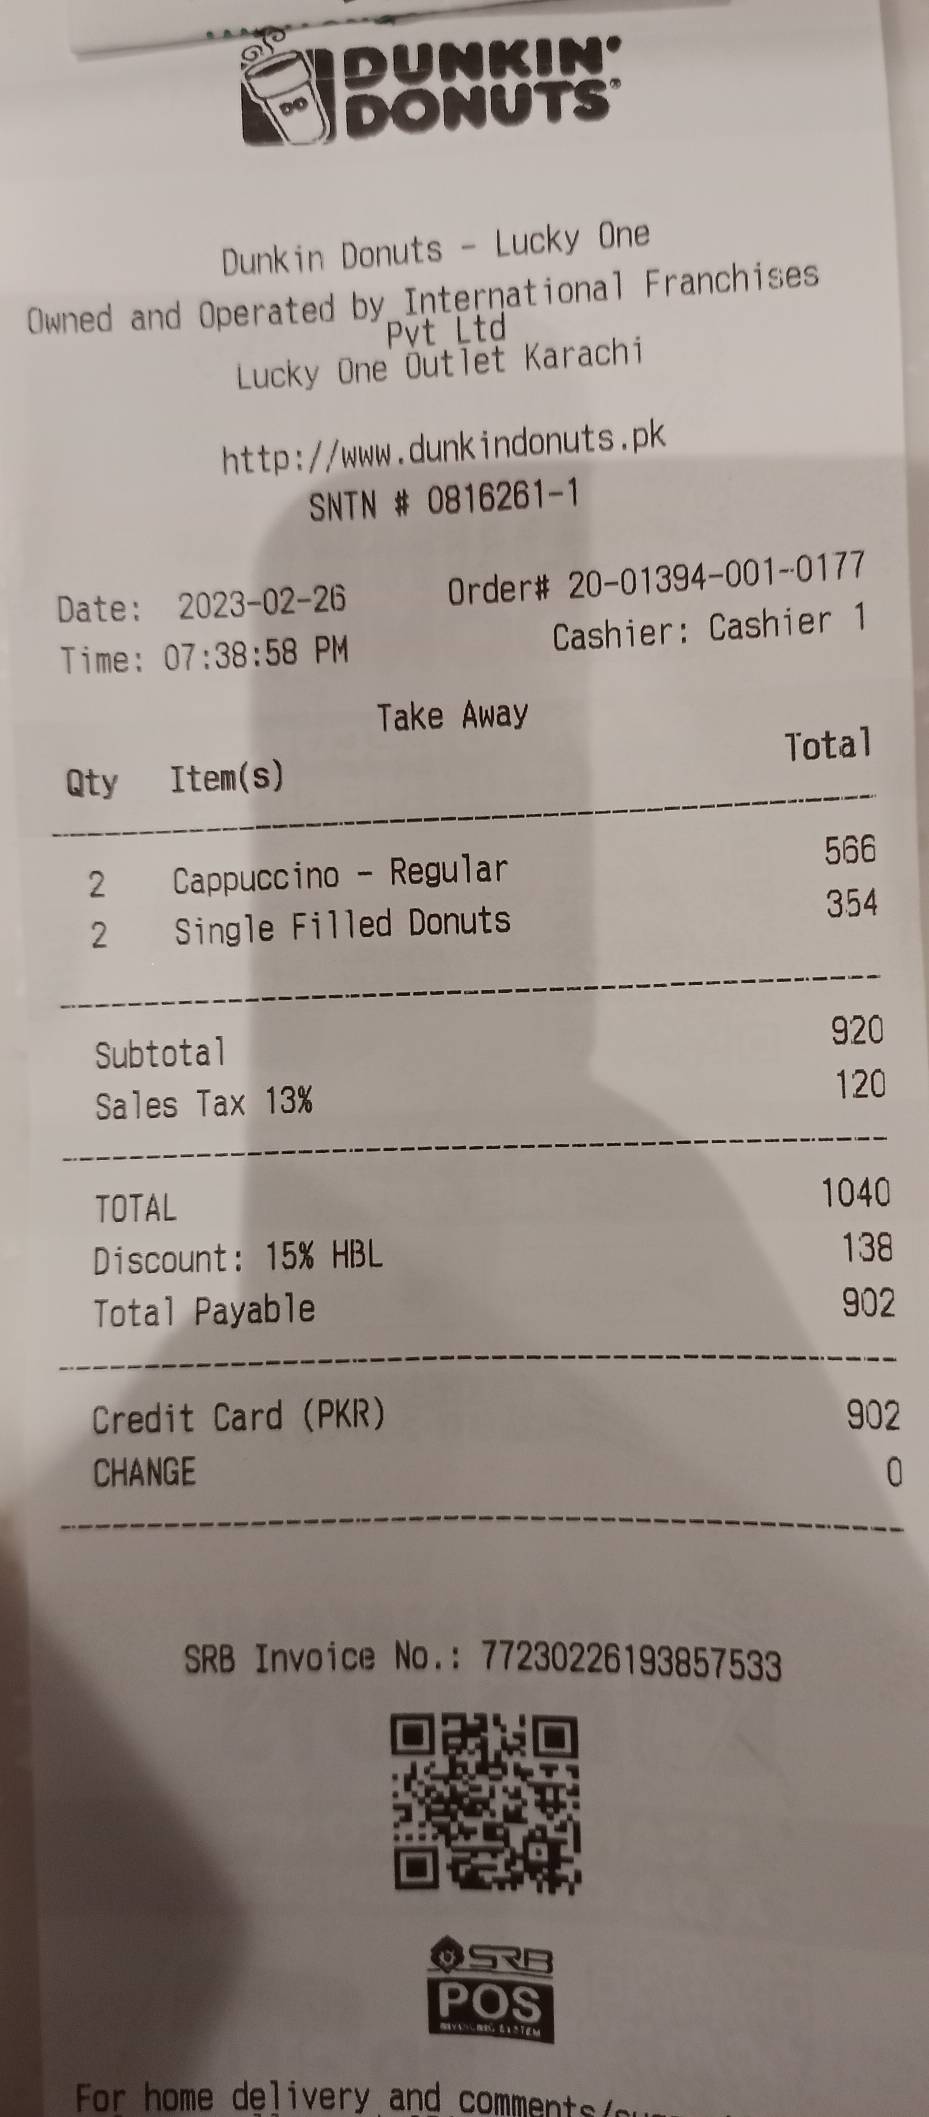 DUNKIN'
DONUTS®
DD
Dunkin Donuts - Lucky One
Owned and Operated by International Franchises
Pvt Ltd
Lucky One Outlet Karachi
http://www.dunkindonuts.pk
SNTN # 0816261-1
Date: 2023-02-26 Order# 20-01394-001-0177
Time: 07:38:58 PM Cashier: Cashier 1
Take Away
Qty Item(s) Total
2 Cappuccino - Regular 566
2 Single Filled Donuts 354
Subtotal 920
Sales Tax 13% 120
TOTAL 1040
Discount: 15% HBL 138
Total Payable 902
Credit Card (PKR) 902
CHANGE 0
SRB Invoice No.: 77230226193857533
SRB
POS
For home delivery and comments/